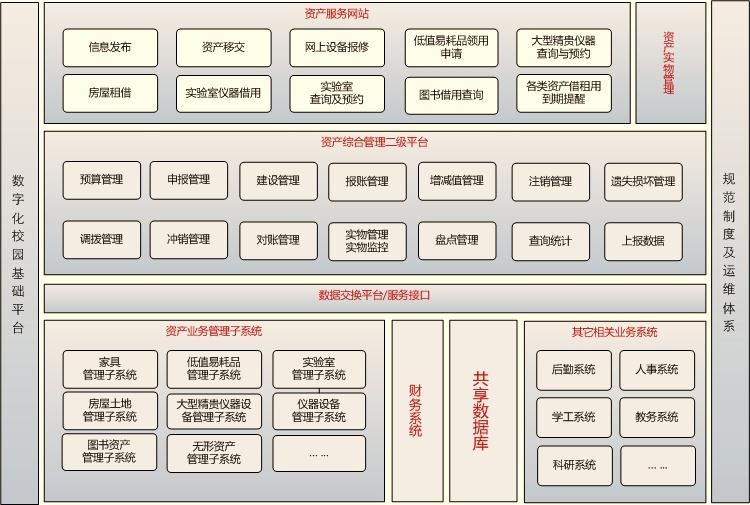 数字化校园基础平台
资产服务网站
信息发布
资产移交
网上设备报修
低值易耗品领用
申请
大型精贵仪器
查询与预约
房屋租借
实验室仪器借用
实验室
查询及预约
图书借用查询
各类资产借租用
到期提醒
资产实物管理
资产综合管理二级平台
预算管理
申报管理
建设管理
报账管理
增减值管理
注销管理
遗失损坏管理
调拨管理
冲销管理
对账管理
实物管理
实物监控
盘点管理
查询统计
上报数据
数据交换平台/服务接口
资产业务管理子系统
家具
管理子系统
低值易耗品
管理子系统
实验室
管理子系统
房屋土地
管理子系统
大型精贵仪器设
备管理子系统
仪器设备
管理子系统
图书资产
管理子系统
无形资产
管理子系统
... ...
财务系统
共享数据库
其它相关业务系统
后勤系统
人事系统
学工系统
教务系统
科研系统
... ...
规范制度及运维体系